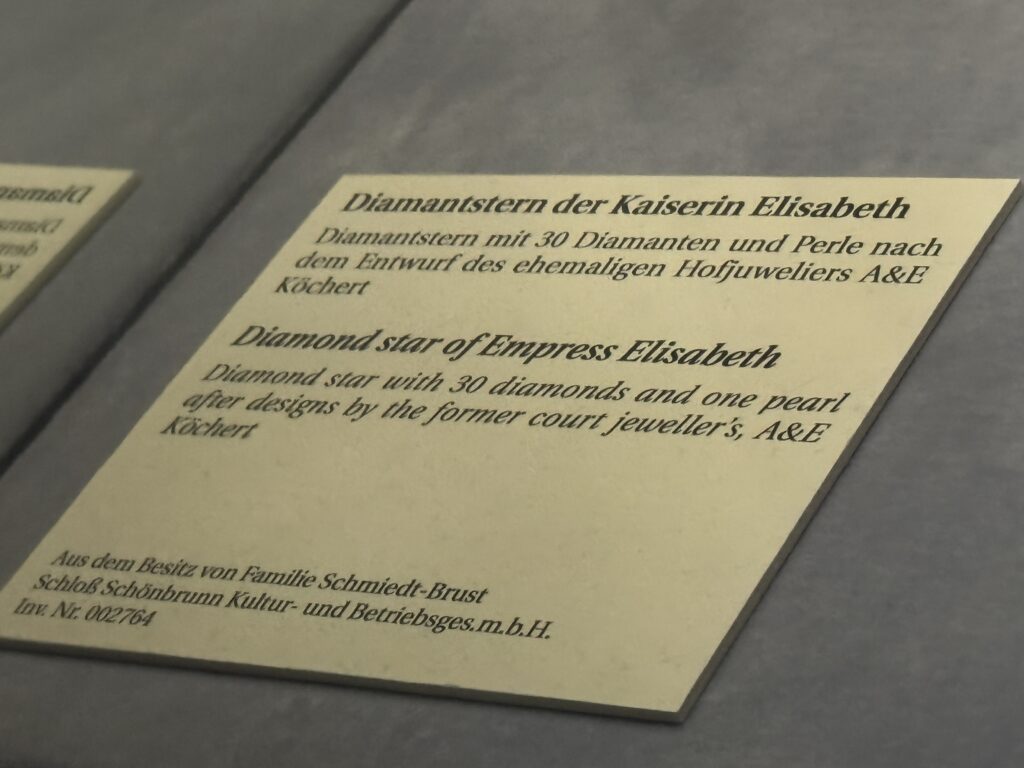 Diamantstern der Kaiserin Elisabeth
Diamantstern mit 30 Diamanten und Perle nach
dem Entwurf des ehemaligen Hofjuweliers A&E
Köchert
Diamond star of Empress Elisabeth
Diamond star with 30 diamonds and one pearl
after designs by the former court jeweller's, A&E
Köchert
Aus dem Besitz von Familie Schmiedt-Brust
Schloß Schönbrunn Kultur- und Betriebsges.m.b.H.
Inv. Nr. 002764